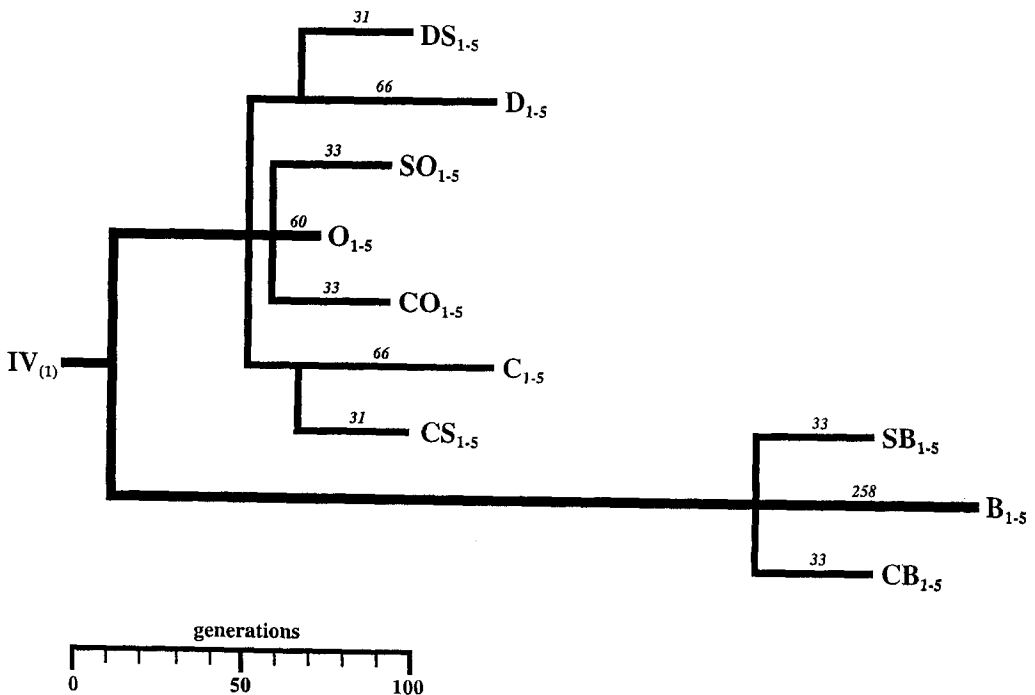 31
DS1-5
66
D1-5
33
SO1-5
60
O1-5
33
CO1-5
IV(1)
66
C1-5
31
CS1-5
33
SB1-5
258
B1-5
33
CB1-5
generations
0 50 100